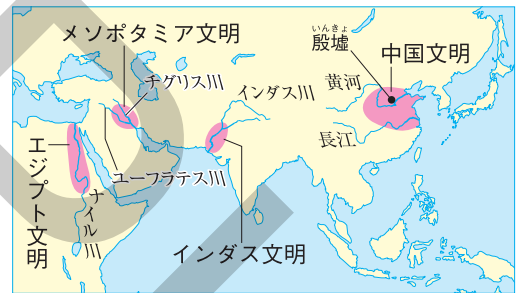 メソポタミア文明
いんきょ
殷墟
中国文明
チグリス川
インダス川
黄河
長江
エジプト文明
ユーフラテス川
ナイル川
インダス文明